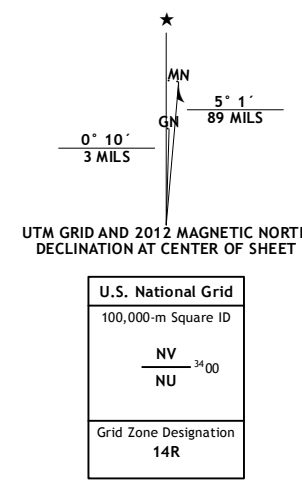 MN
5° 1´
89 MILS
GN
0° 10´
3 MILS
UTM GRID AND 2012 MAGNETIC NORTH
DECLINATION AT CENTER OF SHEET
U.S. National Grid
100,000-m Square ID
NV
3400
NU
Grid Zone Designation
14R